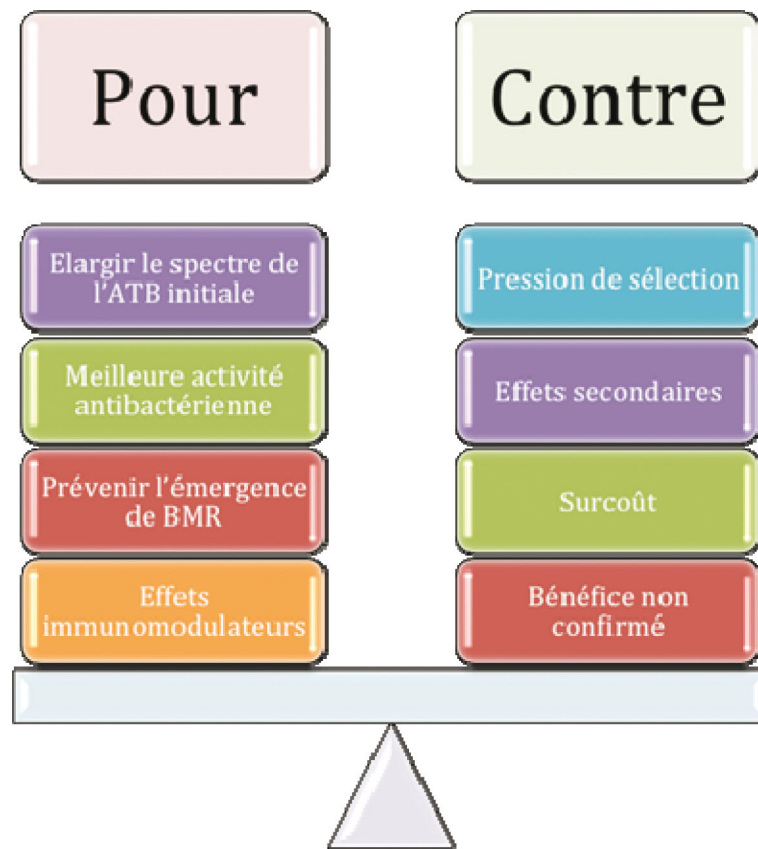 Pour
Elargir le spectre de
l'ATB initiale
Meilleure activité
antibactérienne
Prévenir l'émergence
de BMR
Effets
immunomodulateurs
Contre
Pression de sélection
Effets secondaires
Surcoût
Bénéfice non
confirmé